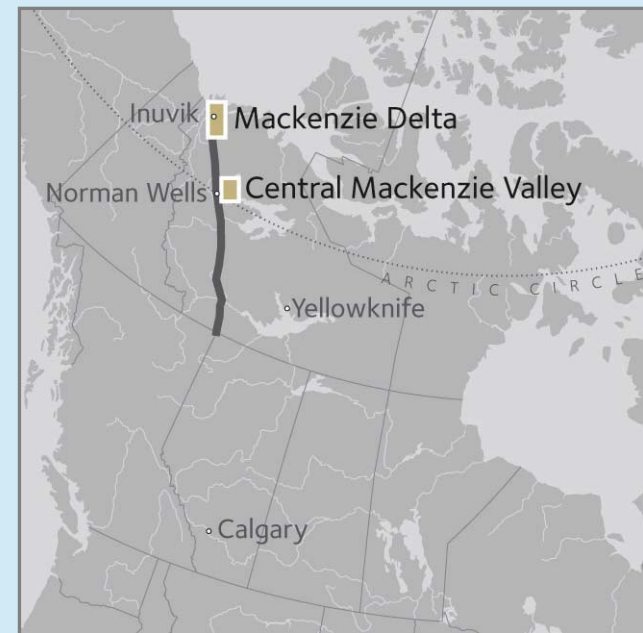 Inuvik
Mackenzie Delta
Norman Wells
Central Mackenzie Valley
ARCTIC CIRCLE
Yellowknife
Calgary